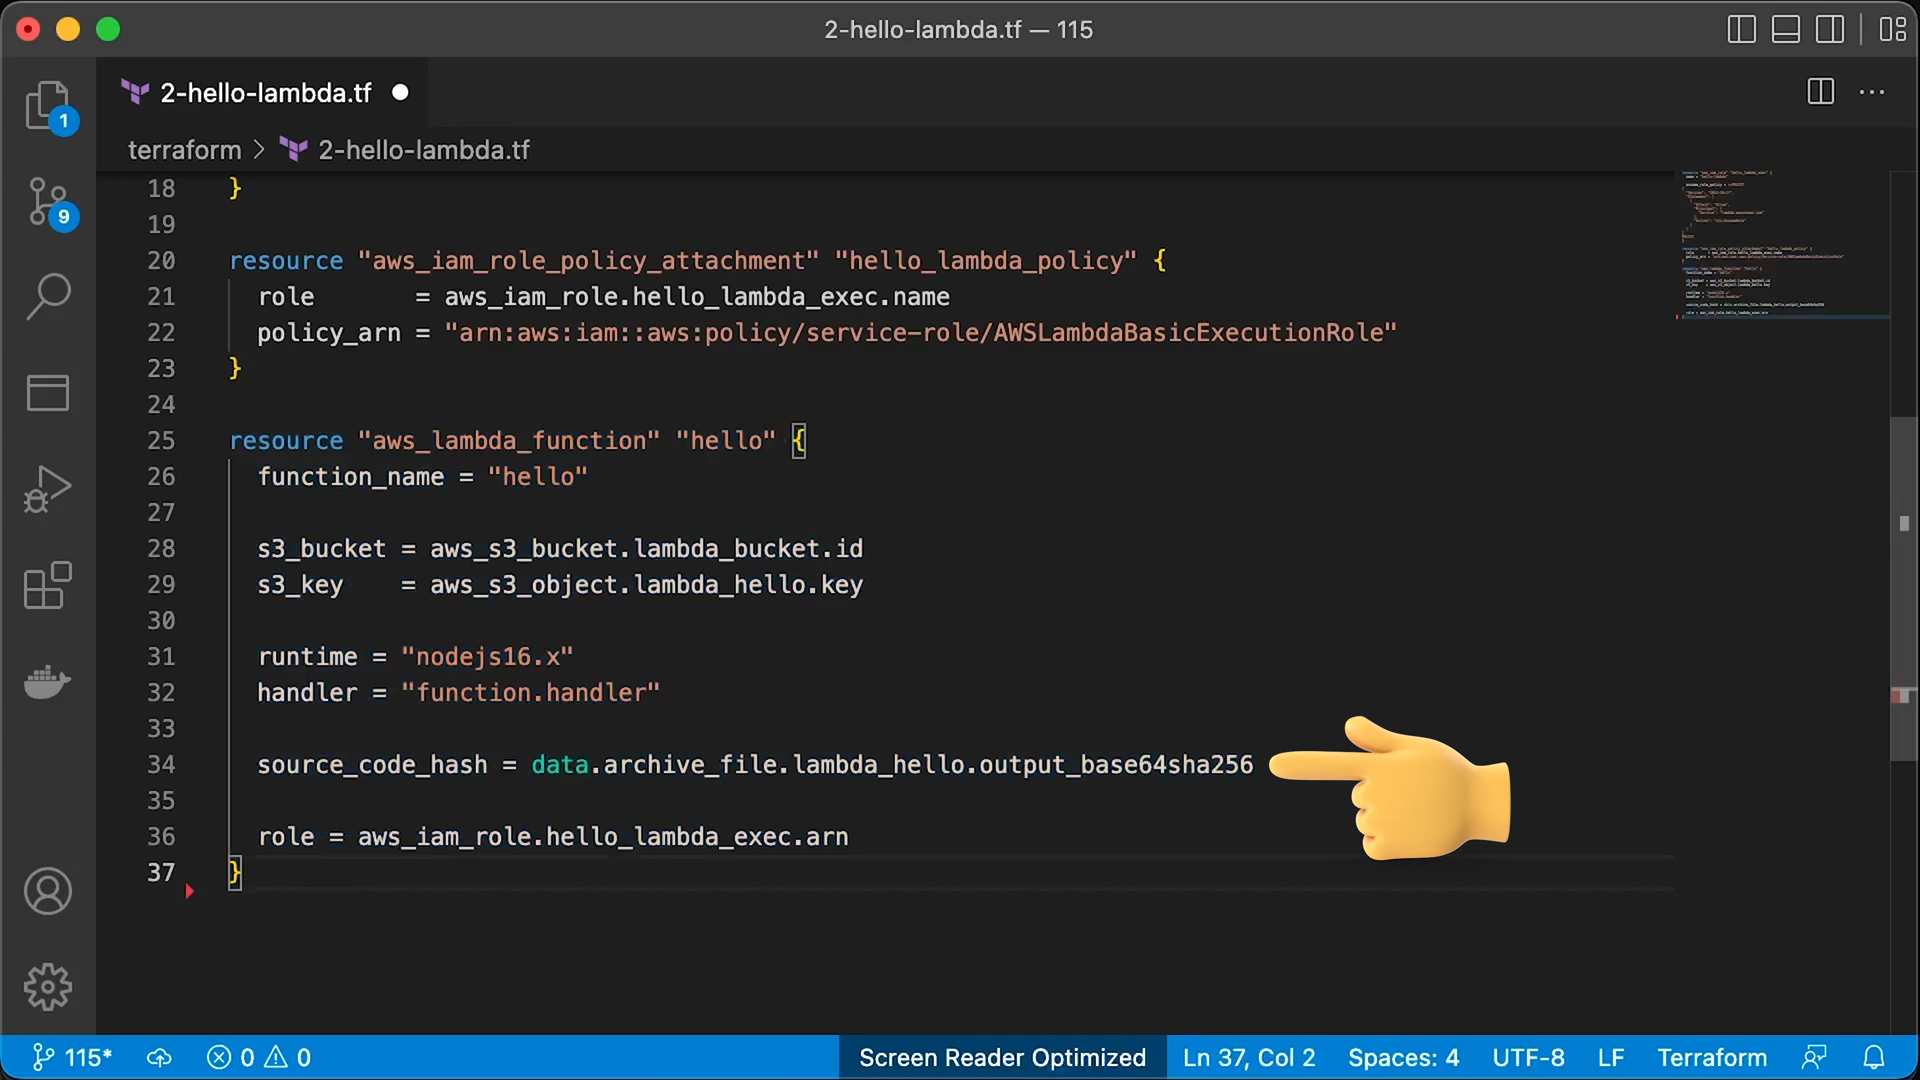 2-hello-lambda.tf — 115
2-hello-lambda.tf
terraform > 2-hello-lambda.tf
1
9
18 }
19
20 resource "aws_iam_role_policy_attachment" "hello_lambda_policy" {
21   role       = aws_iam_role.hello_lambda_exec.name
22   policy_arn = "arn:aws:iam::aws:policy/service-role/AWSLambdaBasicExecutionRole"
23 }
24
25 resource "aws_lambda_function" "hello" {
26   function_name = "hello"
27
28   s3_bucket = aws_s3_bucket.lambda_bucket.id
29   s3_key    = aws_s3_object.lambda_hello.key
30
31   runtime = "nodejs16.x"
32   handler = "function.handler"
33
34   source_code_hash = data.archive_file.lambda_hello.output_base64sha256
35
36   role = aws_iam_role.hello_lambda_exec.arn
37 }
115* 0 0 Screen Reader Optimized Ln 37, Col 2 Spaces: 4 UTF-8 LF Terraform